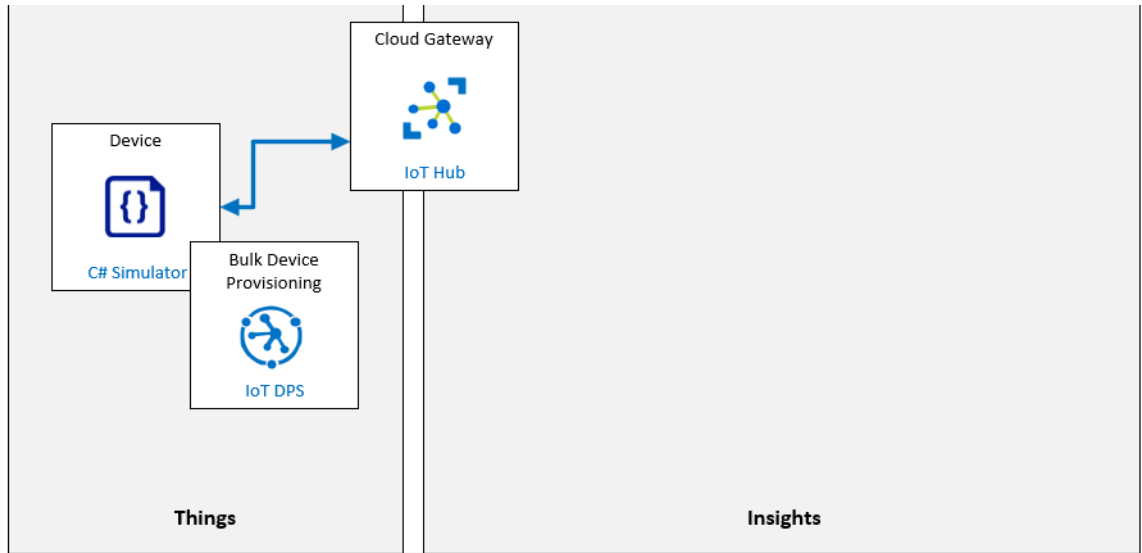 Cloud Gateway
IoT Hub
Device
{}
C# Simulator
Bulk Device
Provisioning
IoT DPS
Things
Insights